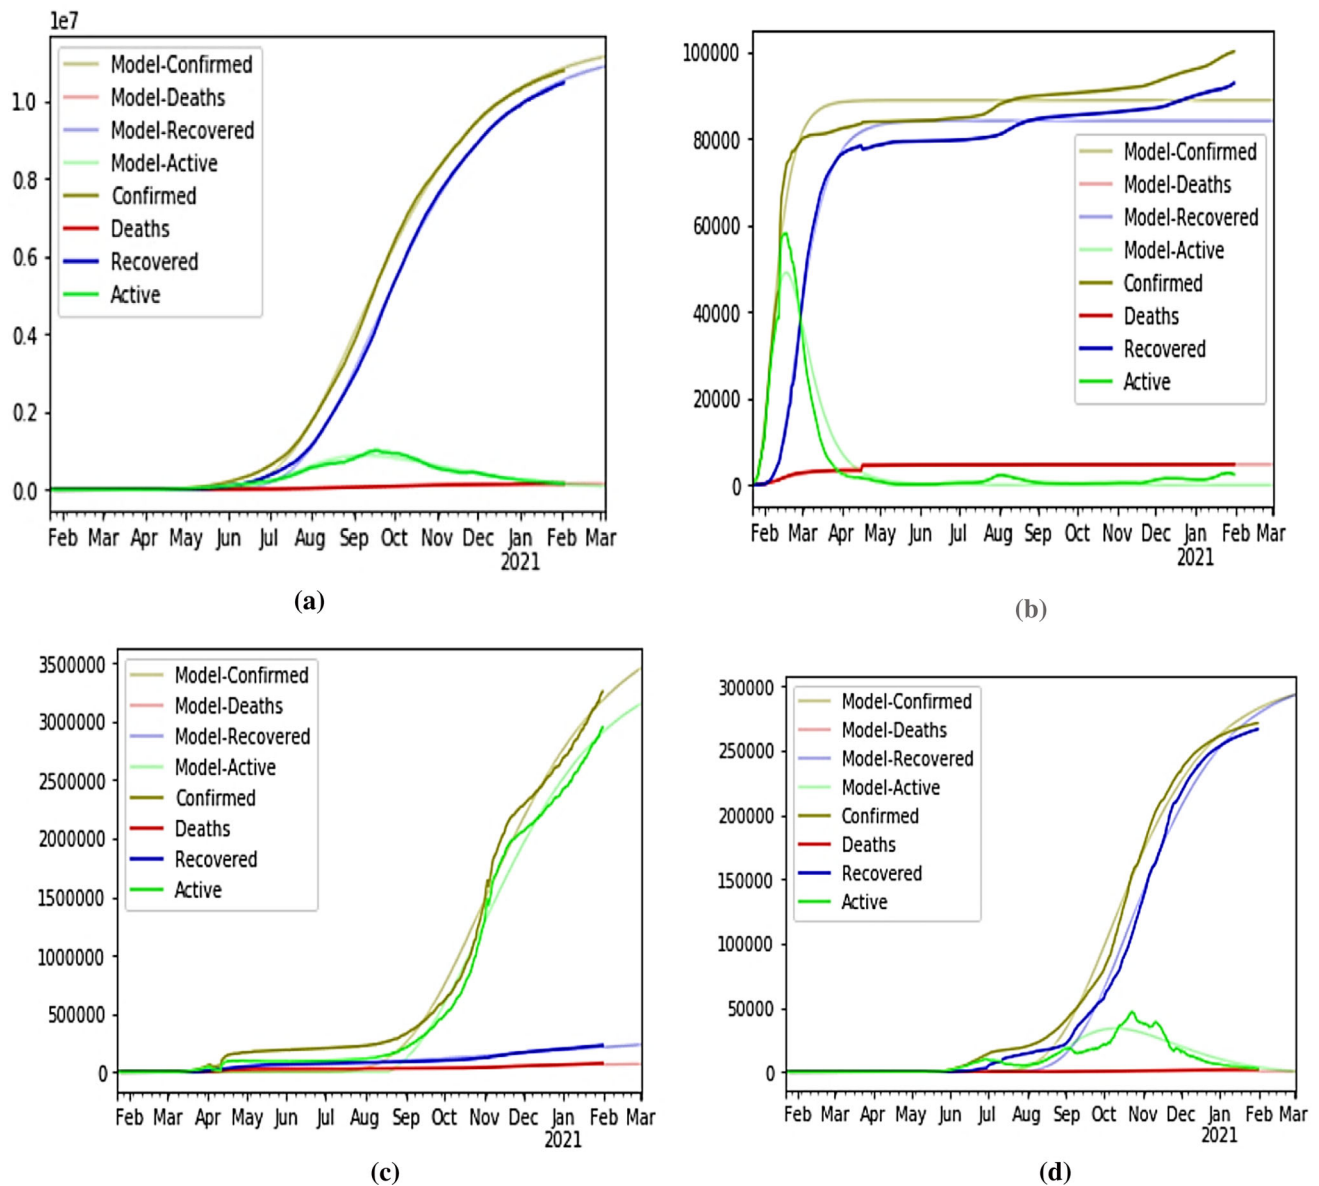 1e7
Model-Confirmed
Model-Deaths
Model-Recovered
Model-Active
Confirmed
Deaths
Recovered
Active
1.0
0.8
0.6
0.4
0.2
0.0
Feb Mar Apr May Jun Jul Aug Sep Oct Nov Dec Jan Feb Mar
2021
(a)
100000
80000
60000
40000
20000
0
Model-Confirmed
Model-Deaths
Model-Recovered
Model-Active
Confirmed
Deaths
Recovered
Active
Feb Mar Apr May Jun Jul Aug Sep Oct Nov Dec Jan Feb Mar
2021
(b)
3500000
3000000
2500000
2000000
1500000
1000000
500000
0
Model-Confirmed
Model-Deaths
Model-Recovered
Model-Active
Confirmed
Deaths
Recovered
Active
Feb Mar Apr May Jun Jul Aug Sep Oct Nov Dec Jan Feb Mar
2021
(c)
300000
250000
200000
150000
100000
50000
0
Model-Confirmed
Model-Deaths
Model-Recovered
Model-Active
Confirmed
Deaths
Recovered
Active
Feb Mar Apr May Jun Jul Aug Sep Oct Nov Dec Jan Feb Mar
2021
(d)